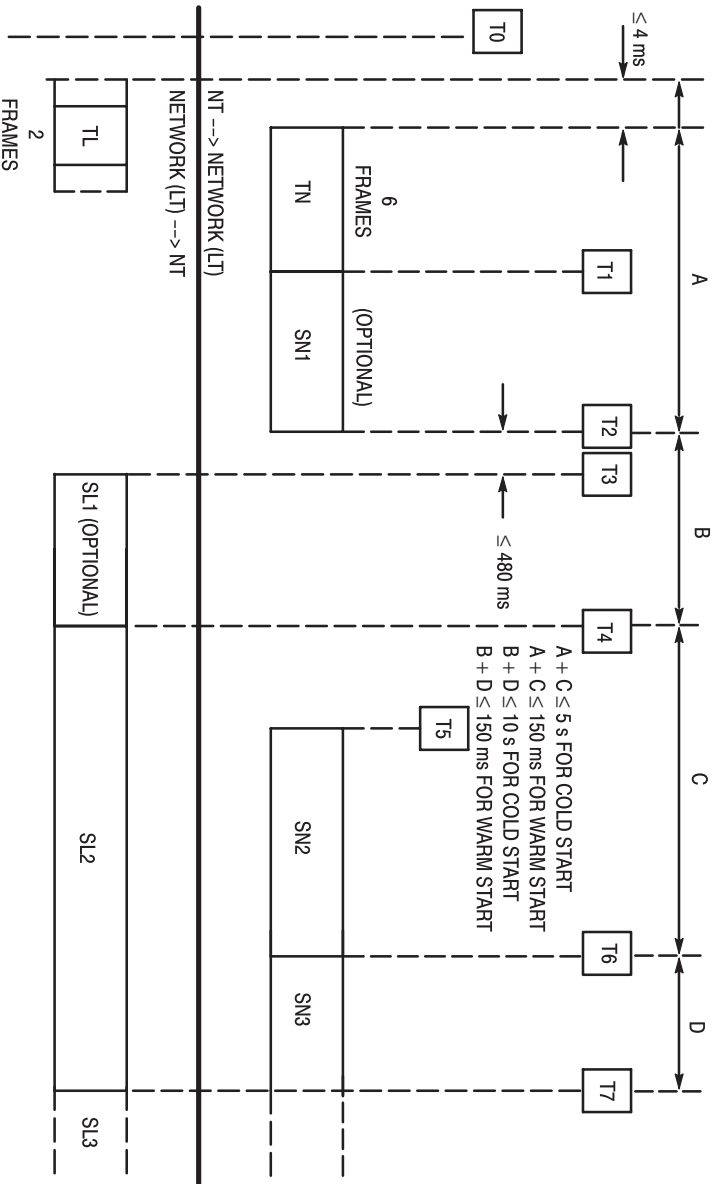 A
B
C
D
≤ 4 ms
T0
T1
T2
T3
T4
T6
T7
≤ 480 ms
A + C ≤ 5 s FOR COLD START
A + C ≤ 150 ms FOR WARM START
B + D ≤ 10 s FOR COLD START
B + D ≤ 150 ms FOR WARM START
T5
6
FRAMES
(OPTIONAL)
TN
SN1
SN2
SN3
NT --> NETWORK (LT)
NETWORK (LT) --> NT
TL
SL1 (OPTIONAL)
SL2
SL3
2
FRAMES